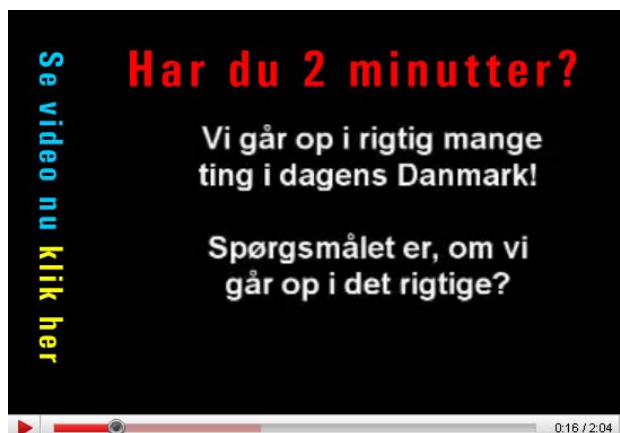 Har du 2 minutter?
Vi går op i rigtig mange
ting i dagens Danmark!
Spørgsmålet er, om vi
går op i det rigtige?
Se video nu klik her
0:16 / 2:04